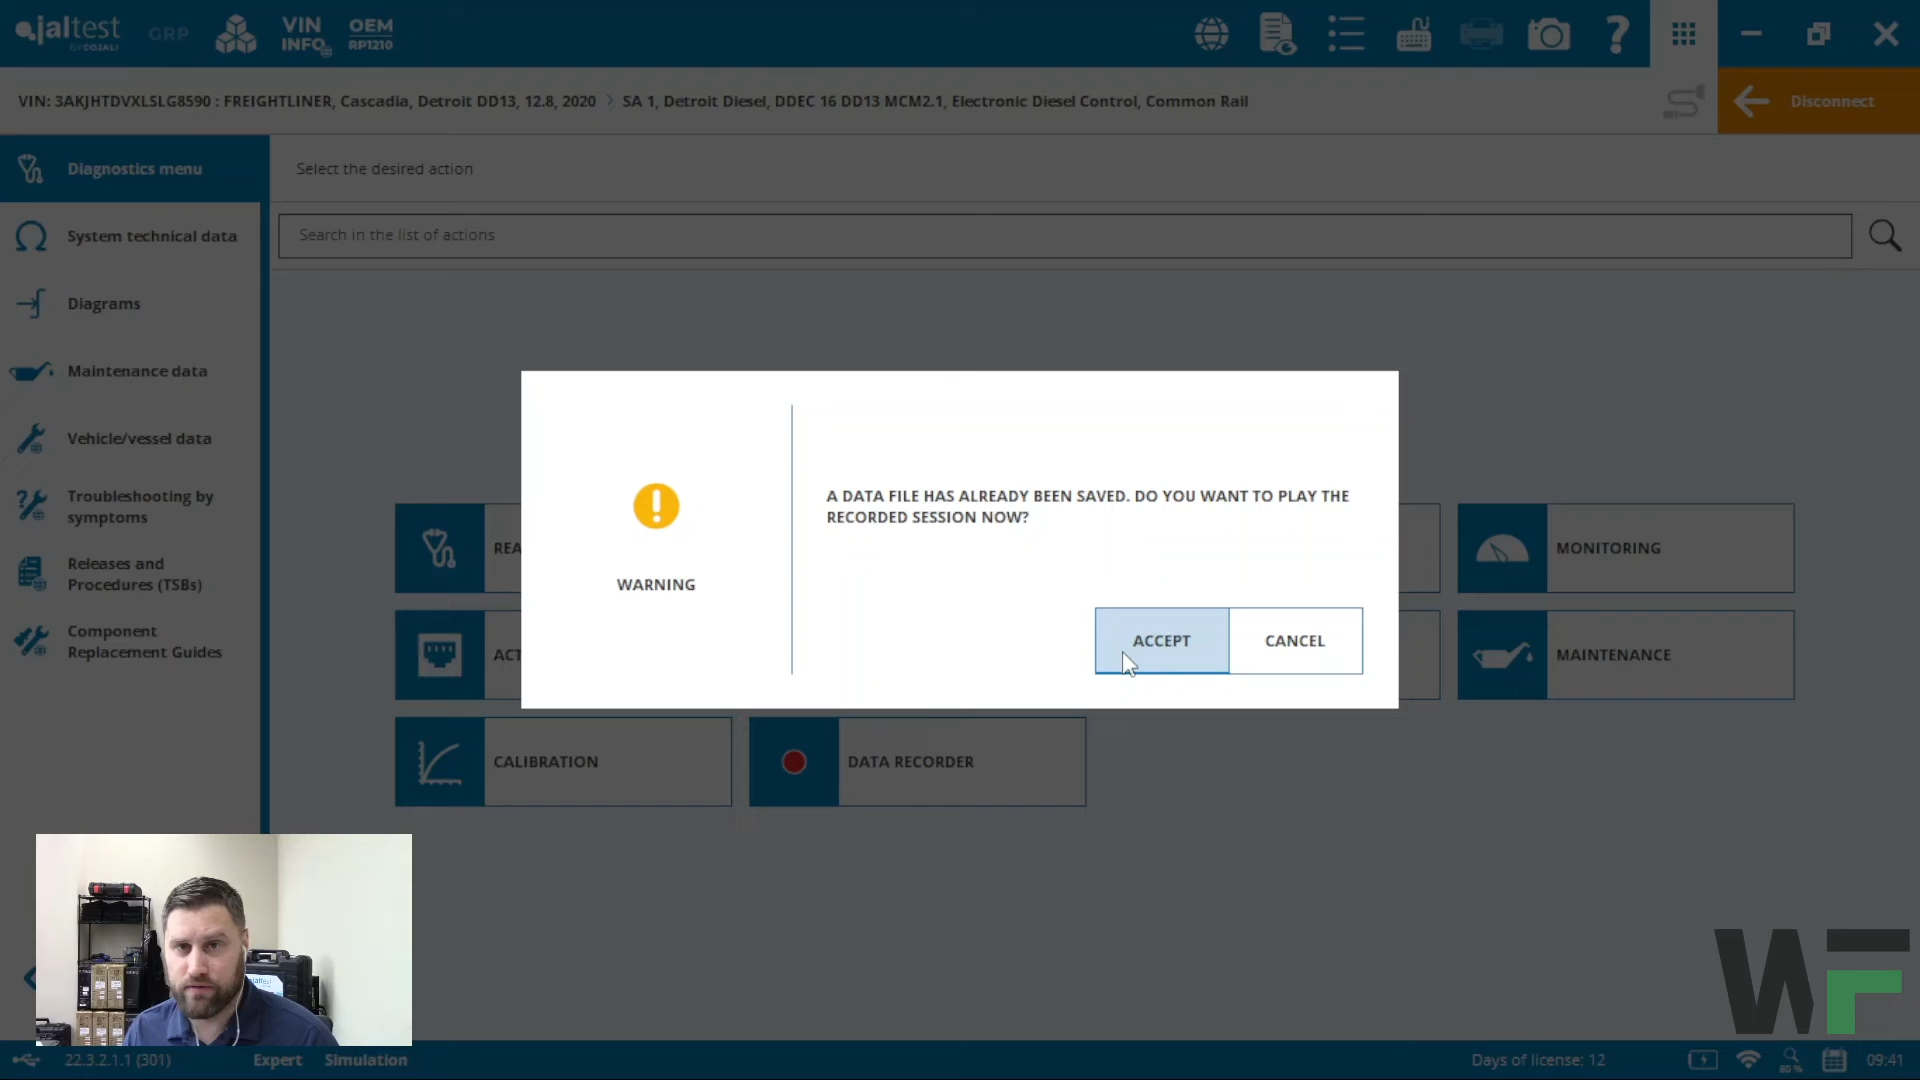 jaltest
BY COJALI
GRP
VIN
INFO
OEM
RP1210
?
VIN: 3AKJHTDVXLSLG8590 : FREIGHTLINER, Cascadia, Detroit DD13, 12.8, 2020 > SA 1, Detroit Diesel, DDEC 16 DD13 MCM2.1, Electronic Diesel Control, Common Rail
Disconnect
Diagnostics menu
Select the desired action
System technical data
Search in the list of actions
Diagrams
Maintenance data
Vehicle/vessel data
Troubleshooting by
symptoms
Releases and
Procedures (TSBs)
Component
Replacement Guides
A DATA FILE HAS ALREADY BEEN SAVED. DO YOU WANT TO PLAY THE
RECORDED SESSION NOW?
WARNING
ACCEPT
CANCEL
REA
MONITORING
ACT
MAINTENANCE
CALIBRATION
DATA RECORDER
jaltest
WF
22.3.2.1.1 (301)
Expert
Simulation
Days of license: 12
80 %
09:41